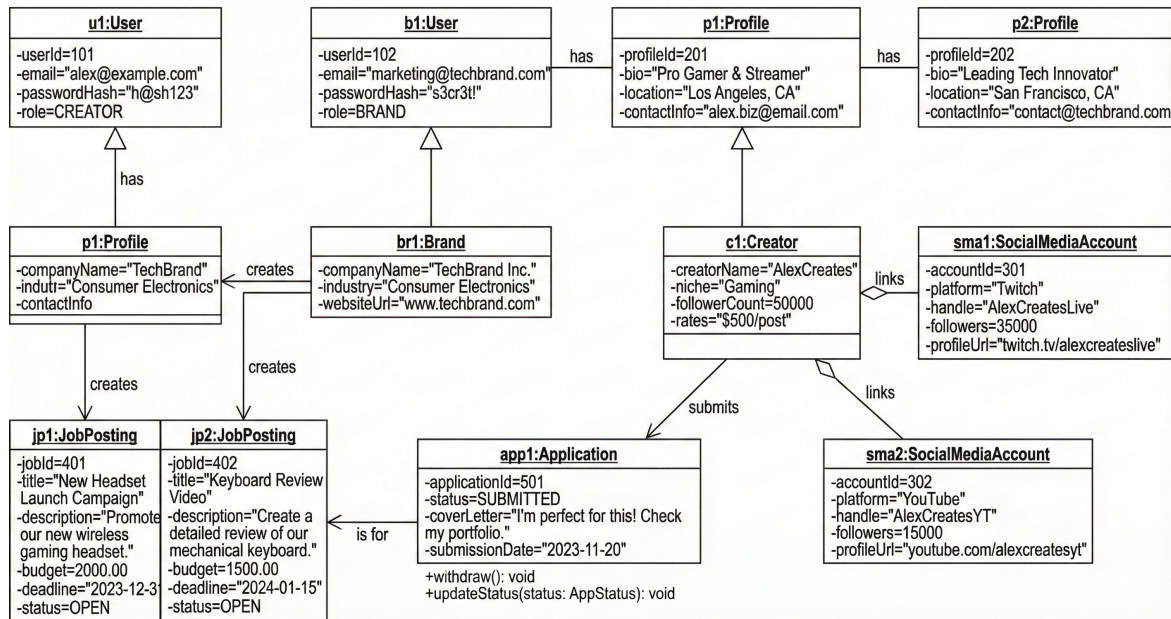 u1:User
-userId=101
-email="alex@example.com"
-passwordHash="h@sh123"
-role=CREATOR
b1:User
-userId=102
-email="marketing@techbrand.com"
-passwordHash="s3cr3t!"
-role=BRAND
has
p1:Profile
-profileId=201
-bio="Pro Gamer & Streamer"
-location="Los Angeles, CA"
-contactInfo="alex.biz@email.com"
has
p2:Profile
-profileId=202
-bio="Leading Tech Innovator"
-location="San Francisco, CA"
-contactInfo="contact@techbrand.com
has
p1:Profile
-companyName="TechBrand"
-indutr="Consumer Electronics"
-contactInfo
creates
br1:Brand
-companyName="TechBrand Inc."
-industry="Consumer Electronics"
-websiteUrl="www.techbrand.com"
c1:Creator
-creatorName="AlexCreates"
-niche="Gaming"
-followerCount=50000
-rates="$500/post"
links
sma1:SocialMediaAccount
-accountId=301
-platform="Twitch"
-handle="AlexCreatesLive"
-followers=35000
-profileUrl="twitch.tv/alexcreateslive"
creates
creates
submits
links
jp1:JobPosting
-jobId=401
-title="New Headset
Launch Campaign"
-description="Promote
our new wireless
gaming headset."
-budget=2000.00
-deadline="2023-12-31
-status=OPEN
jp2:JobPosting
-jobId=402
-title="Keyboard Review
Video"
-description="Create a
detailed review of our
mechanical keyboard."
-budget=1500.00
-deadline="2024-01-15"
-status=OPEN
is for
app1:Application
-applicationId=501
-status=SUBMITTED
-coverLetter="I'm perfect for this! Check
my portfolio."
-submissionDate="2023-11-20"
+withdraw(): void
+updateStatus(status: AppStatus): void
sma2:SocialMediaAccount
-accountId=302
-platform="YouTube"
-handle="AlexCreatesYT"
-followers=15000
-profileUrl="youtube.com/alexcreatesyt"